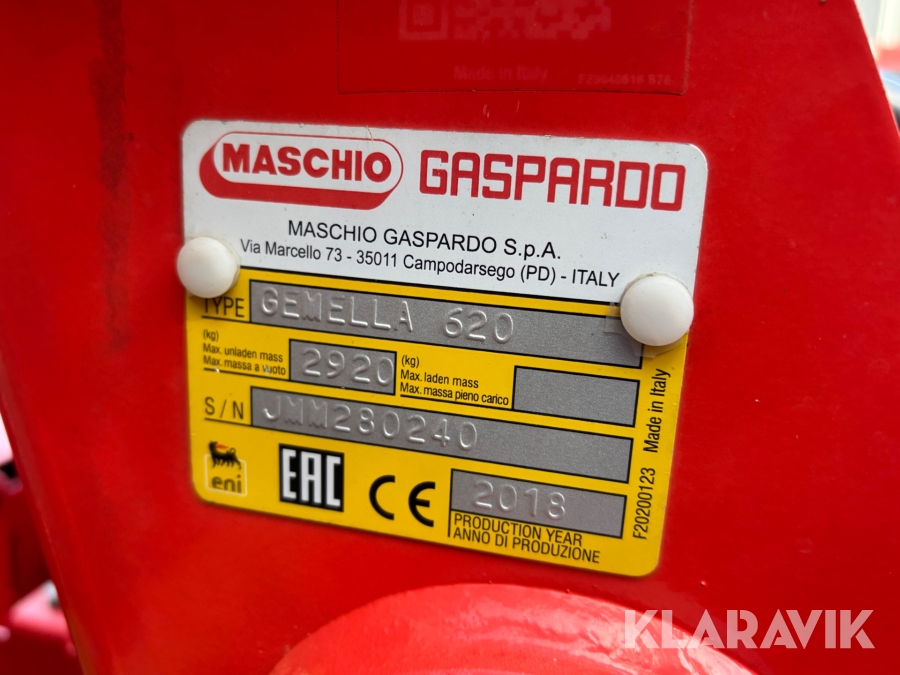 Made in Italy F20040616 R76
MASCHIO GASPARDO
MASCHIO GASPARDO S.p.A.
Via Marcello 73 - 35011 Campodarsego (PD) - ITALY
TYPE GEMELLA 620
(kg)
Max. unladen mass
Max. massa a vuoto
2920
(kg)
Max. laden mass
Max. massa pieno carico
S/N JMM280240
eni
EAC
CE
2018
PRODUCTION YEAR
ANNO DI PRODUZIONE
F20200123 Made in Italy
KLARAVIK